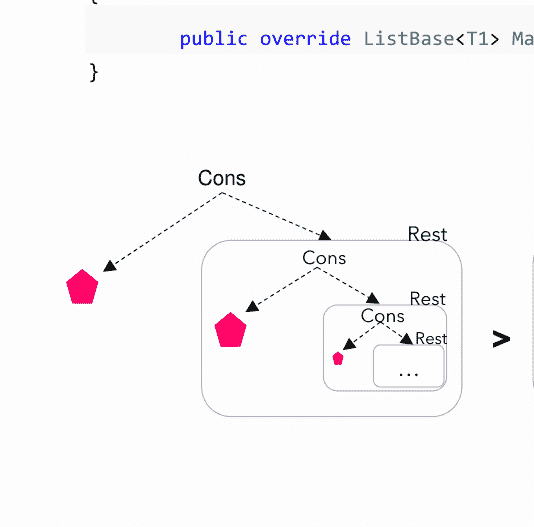 {
public override ListBase<T1> Ma
}
Cons
Rest
Cons
Rest
Cons
Rest
...
>